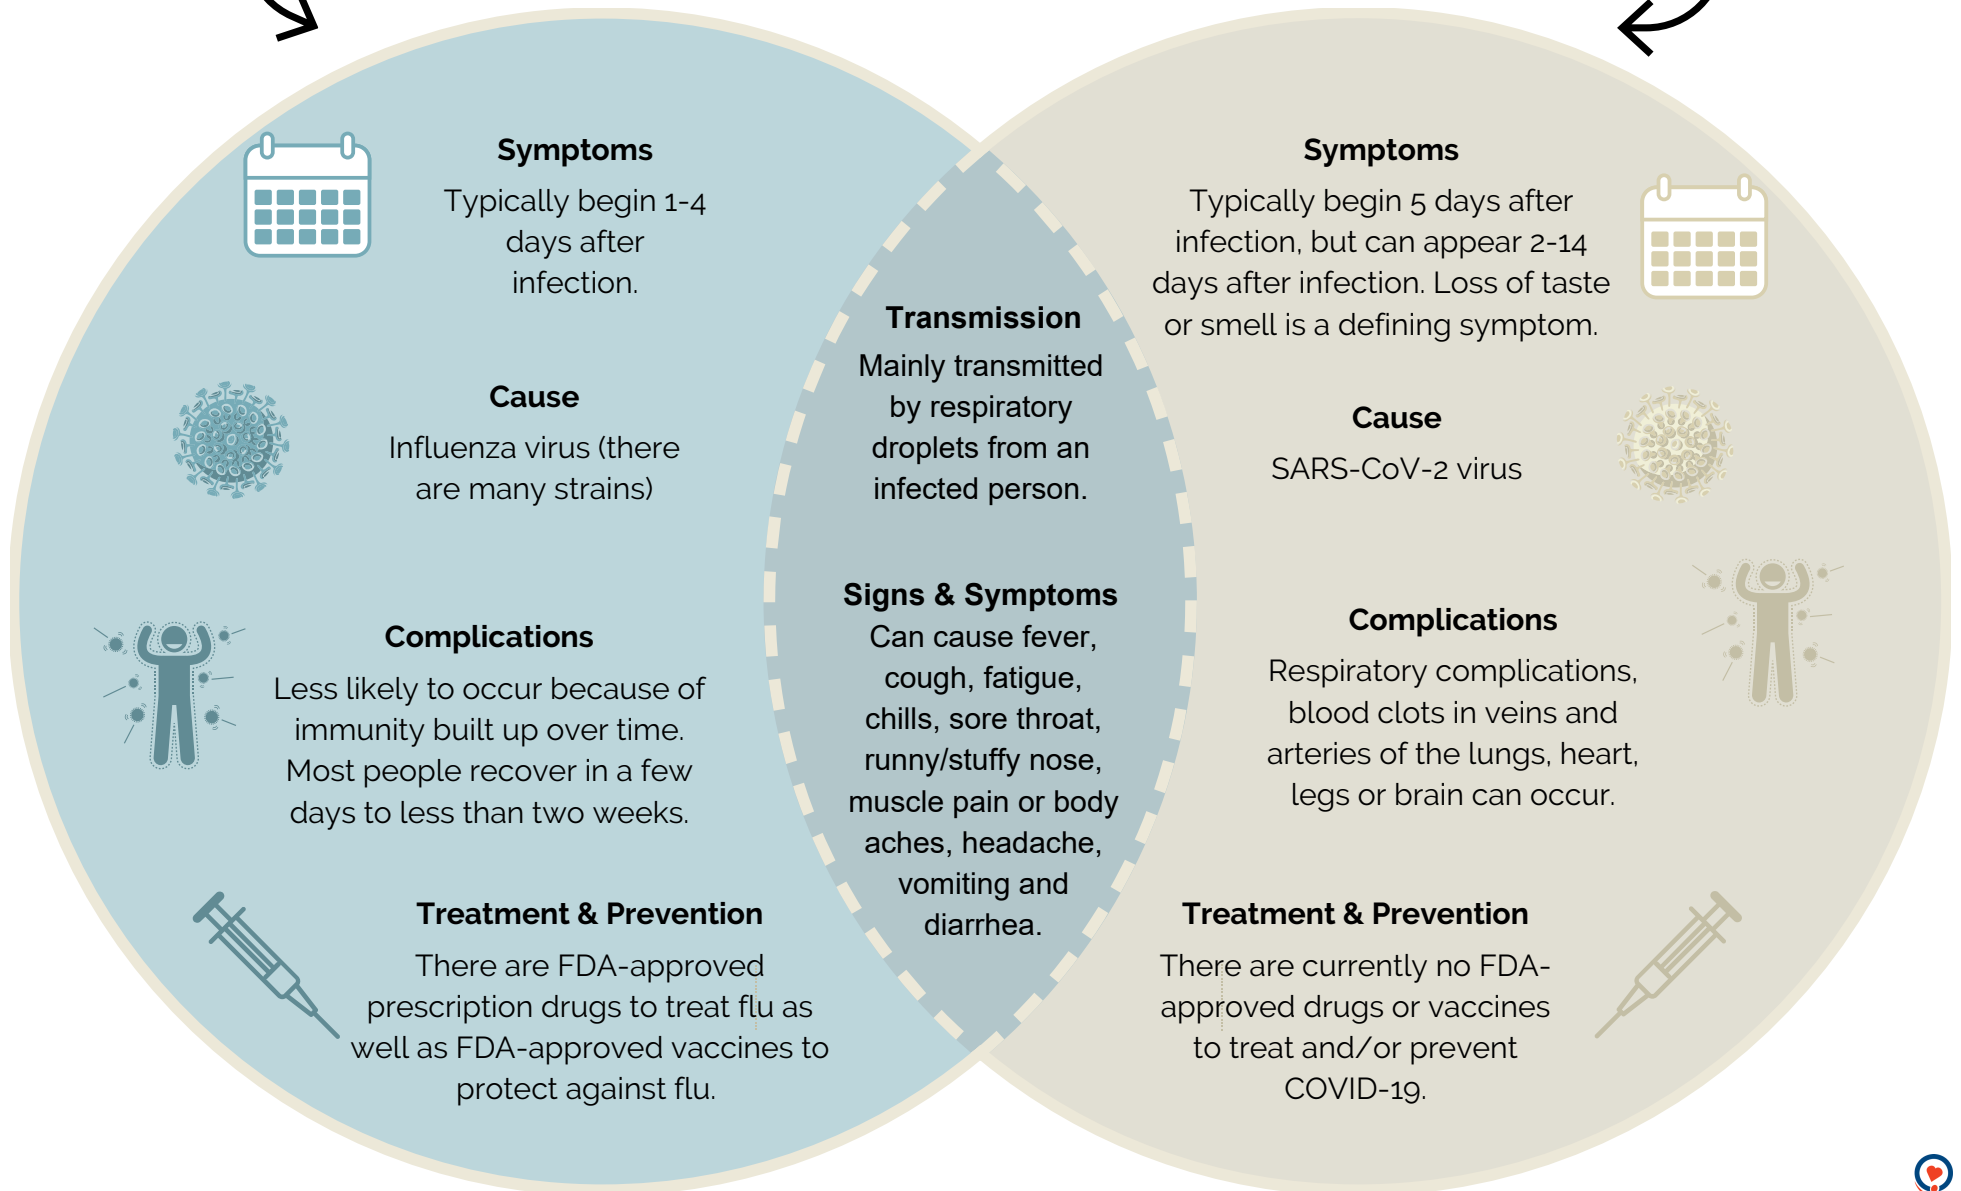 Symptoms
Typically begin 1-4
days after
infection.
Cause
Influenza virus (there
are many strains)
Complications
Less likely to occur because of
immunity built up over time.
Most people recover in a few
days to less than two weeks.
Treatment & Prevention
There are FDA-approved
prescription drugs to treat flu as
well as FDA-approved vaccines to
protect against flu.
Transmission
Mainly transmitted
by respiratory
droplets from an
infected person.
Signs & Symptoms
Can cause fever,
cough, fatigue,
chills, sore throat,
runny/stuffy nose,
muscle pain or body
aches, headache,
vomiting and
diarrhea.
Symptoms
Typically begin 5 days after
infection, but can appear 2-14
days after infection. Loss of taste
or smell is a defining symptom.
Cause
SARS-CoV-2 virus
Complications
Respiratory complications,
blood clots in veins and
arteries of the lungs, heart,
legs or brain can occur.
Treatment & Prevention
There are currently no FDA-
approved drugs or vaccines
to treat and/or prevent
COVID-19.